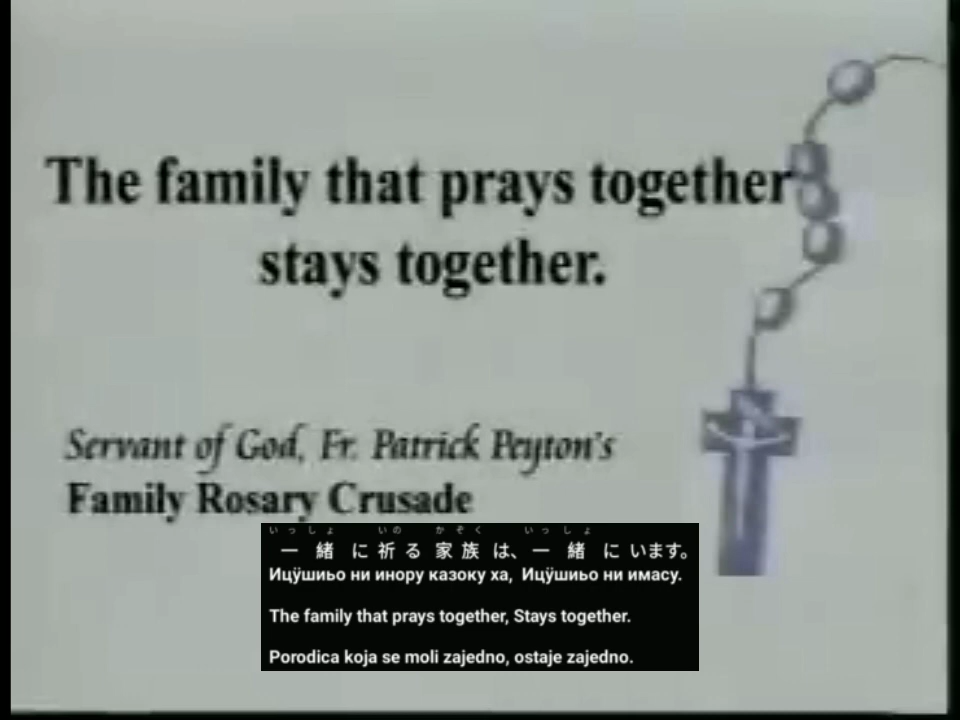 The family that prays together
stays together.
Servant of God, Fr. Patrick Peyton's
Family Rosary Crusade
いっしょ いの かぞく いっしょ
一緒に祈る家族は、一緒にいます。
Ицўшиьо ни инору казоку ха, Ицўшиьо ни имасу.
The family that prays together, Stays together.
Porodica koja se moli zajedno, ostaje zajedno.